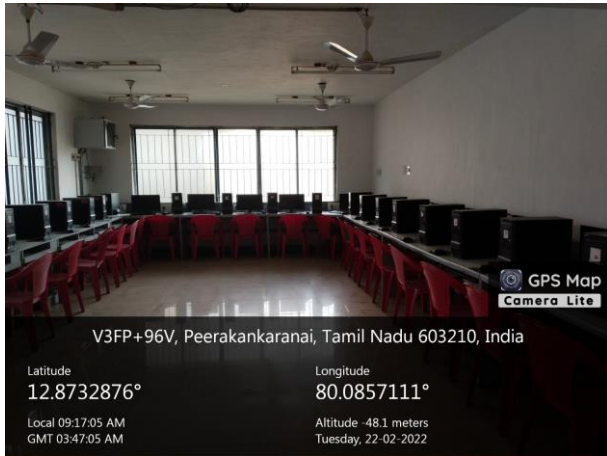 GPS Map
Camera Lite
V3FP+96V, Peerakankaranai, Tamil Nadu 603210, India
Latitude
12.8732876°
Longitude
80.0857111°
Local 09:17:05 AM
GMT 03:47:05 AM
Altitude -48.1 meters
Tuesday, 22-02-2022